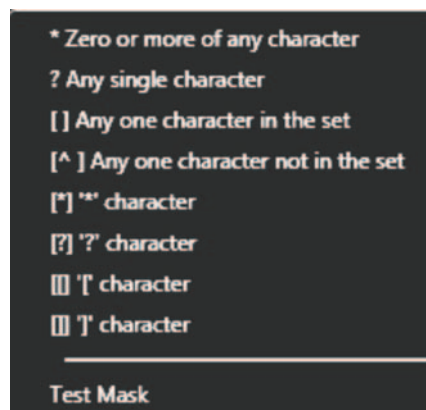 * Zero or more of any character
? Any single character
[ ] Any one character in the set
[^ ] Any one character not in the set
[*] '*' character
[?] '?' character
[[] '[' character
[]] ']' character
Test Mask